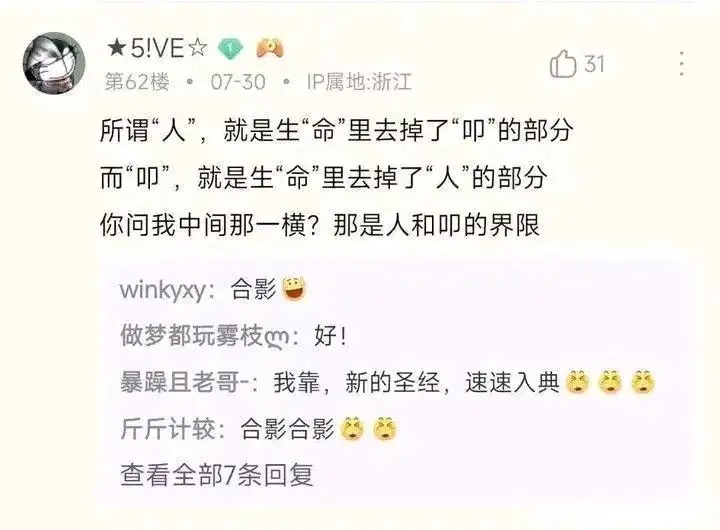 ★5!VE☆ 1
第62楼 • 07-30 • IP属地:浙江
31
所谓“人”，就是生“命”里去掉了“叩”的部分
而“叩”，就是生“命”里去掉了“人”的部分
你问我中间那一横？那是人和叩的界限
winkyxy：合影😄
做梦都玩雾枝ლ：好！
暴躁且老哥-：我靠，新的圣经，速速入典😆😆😆
斤斤计较：合影合影😆😆
查看全部7条回复